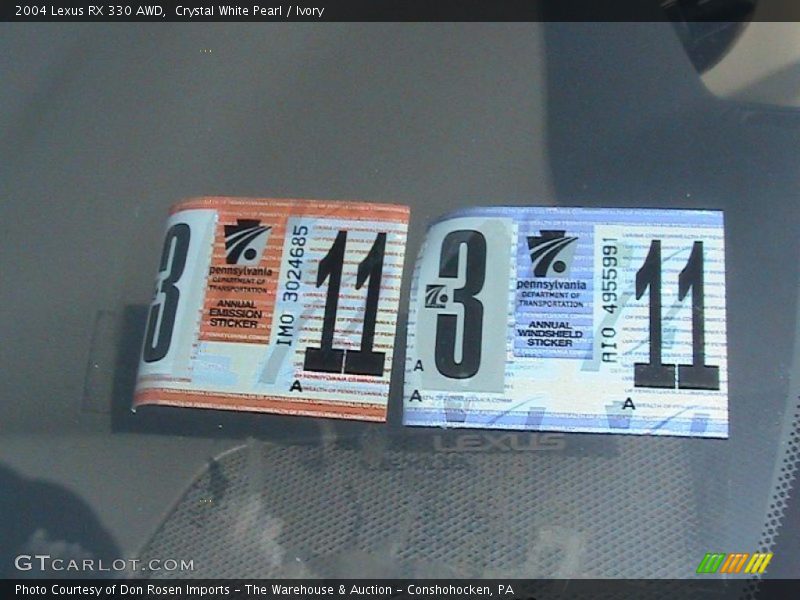 2004 Lexus RX 330 AWD, Crystal White Pearl / Ivory
3
pennsylvania
DEPARTMENT OF
TRANSPORTATION
ANNUAL
EMISSION
STICKER
IM0 3024685
11
A
3
A
A
pennsylvania
DEPARTMENT OF
TRANSPORTATION
ANNUAL
WINDSHIELD
STICKER
AI0 4955991
11
A
LEXUS
GTCARLOT.COM
Photo Courtesy of Don Rosen Imports - The Warehouse & Auction - Conshohocken, PA